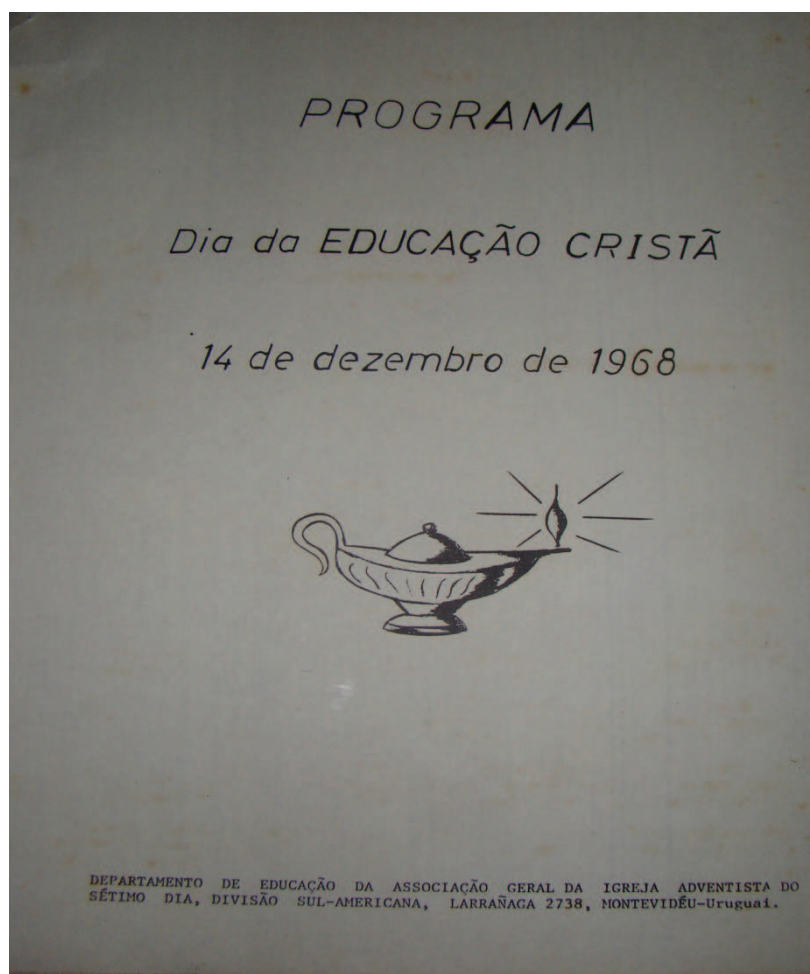 PROGRAMA
Dia da EDUCAÇÃO CRISTÃ
14 de dezembro de 1968
DEPARTAMENTO DE EDUCAÇÃO DA ASSOCIAÇÃO GERAL DA IGREJA ADVENTISTA DO
SÉTIMO DIA, DIVISÃO SUL-AMERICANA, LARRAÑAGA 2738, MONTEVIDÉU-Uruguai.